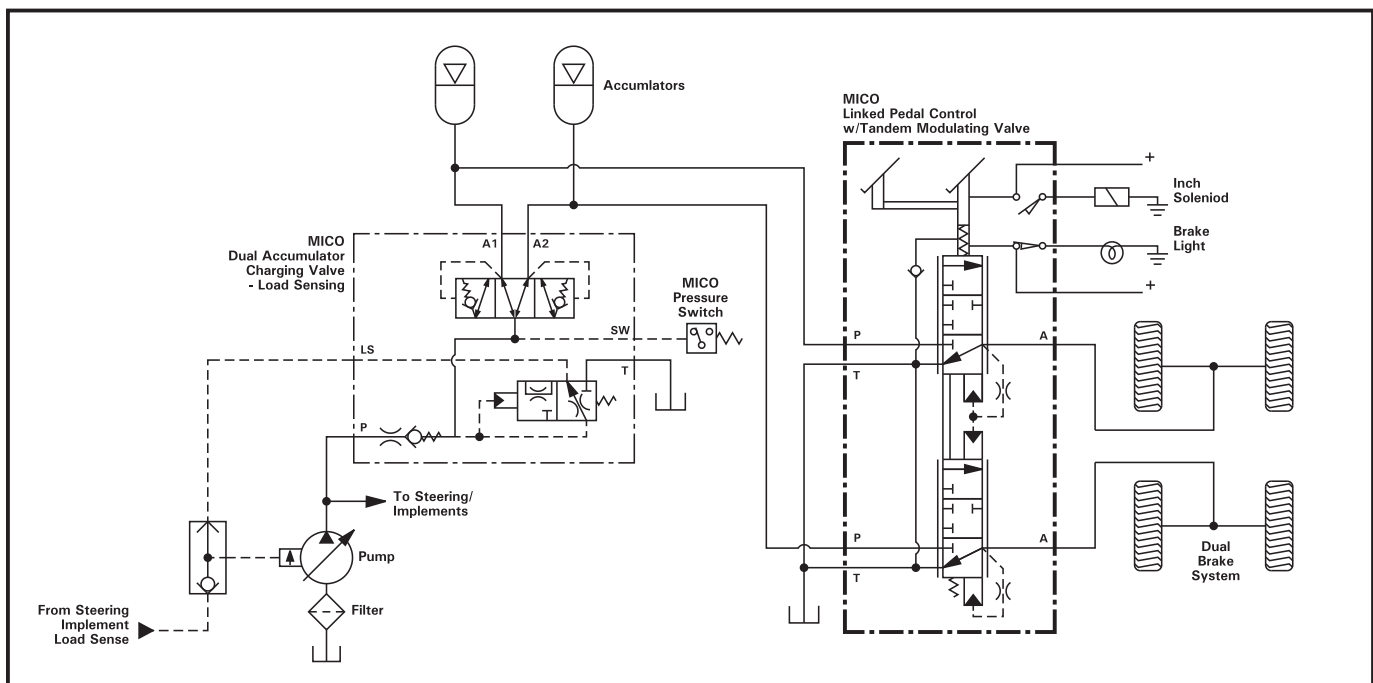 Accumlators
MICO
Linked Pedal Control
w/Tandem Modulating Valve
+
Inch
Soleniod
Brake
Light
+
MICO
Dual Accumulator
Charging Valve
- Load Sensing
A1
A2
MICO
Pressure
Switch
SW
LS
T
P
P
A
T
To Steering/
Implements
Pump
Filter
From Steering
Implement
Load Sense
P
A
T
Dual
Brake
System